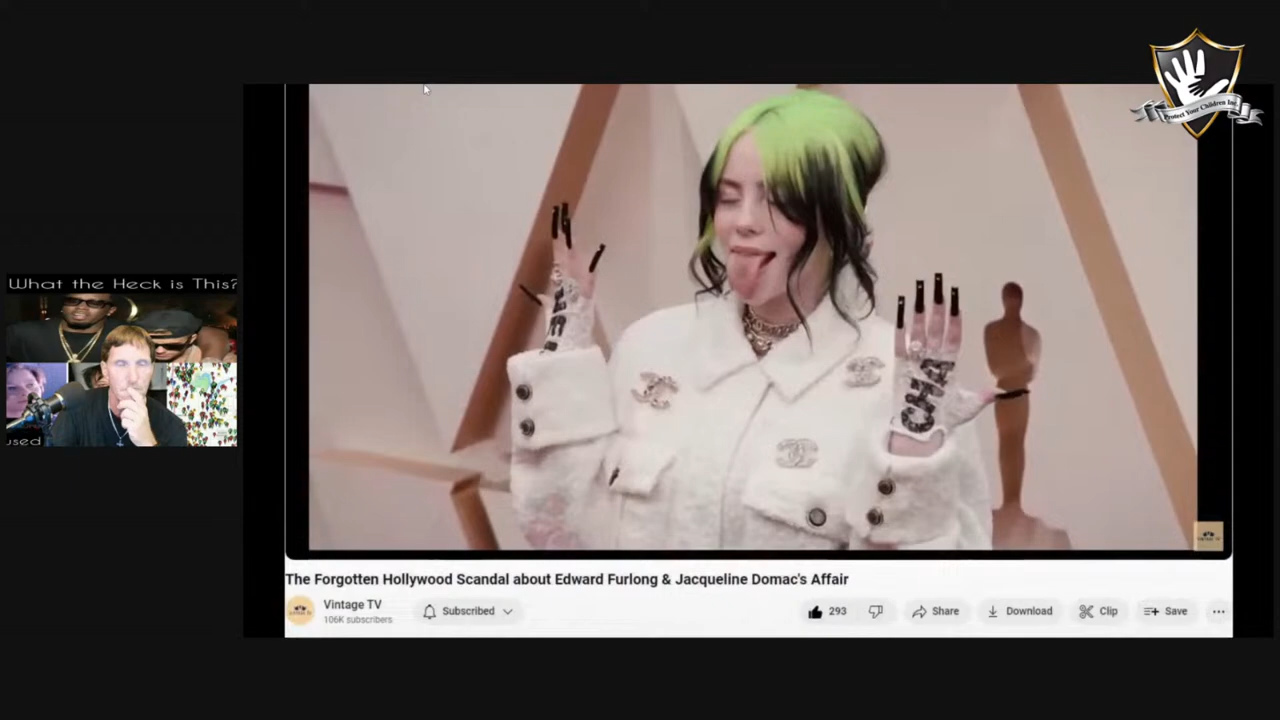 Protect Your Children Inc.
What the Heck is This?
used
CHA
The Forgotten Hollywood Scandal about Edward Furlong & Jacqueline Domac's Affair
Vintage TV
106K subscribers
Subscribed
293
Share
Download
Clip
Save